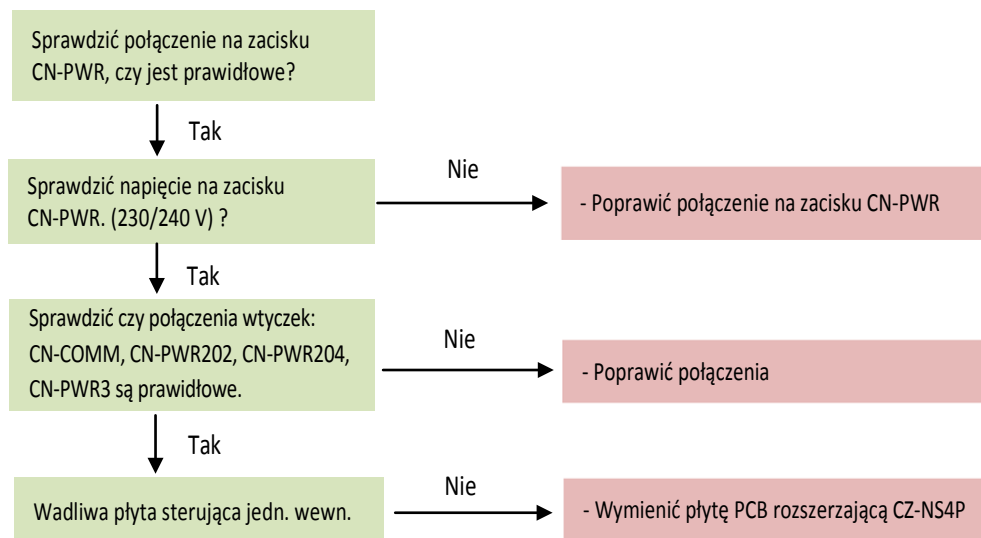 Sprawdzić połączenie na zacisku
CN-PWR, czy jest prawidłowe?
Tak
Sprawdzić napięcie na zacisku
CN-PWR. (230/240 V) ?
Nie
- Poprawić połączenie na zacisku CN-PWR
Tak
Sprawdzić czy połączenia wtyczek:
CN-COMM, CN-PWR202, CN-PWR204,
CN-PWR3 są prawidłowe.
Nie
- Poprawić połączenia
Tak
Wadliwa płyta sterująca jedn. wewn.
Nie
- Wymienić płytę PCB rozszerzającą CZ-NS4P